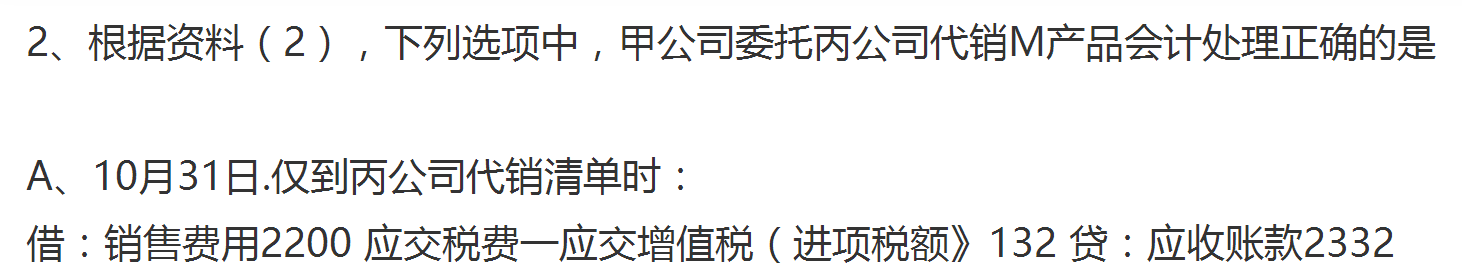 2、根据资料（2），下列选项中，甲公司委托丙公司代销M产品会计处理正确的是
A、10月31日.仅到丙公司代销清单时：
借：销售费用2200 应交税费一应交增值税（进项税额》132 贷：应收账款2332